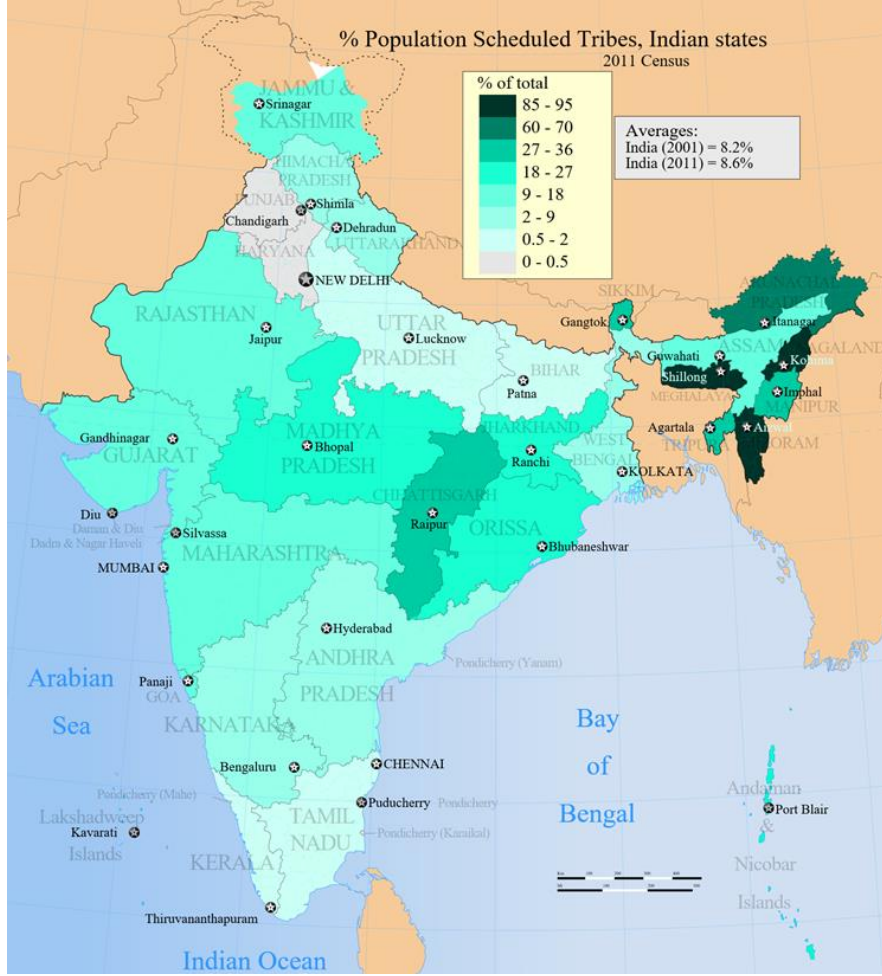 % Population Scheduled Tribes, Indian states
2011 Census
% of total
85 - 95
60 - 70
27 - 36
18 - 27
9 - 18
2 - 9
0.5 - 2
0 - 0.5
Averages:
India (2001) = 8.2%
India (2011) = 8.6%
JAMMU &
KASHMIR
Srinagar
HIMACHAL
PRADESH
PUNJAB
Shimla
Chandigarh
Dehradun
UTTARAKHAND
HARYANA
NEW DELHI
RAJASTHAN
Jaipur
UTTAR
PRADESH
Lucknow
BIHAR
Patna
SIKKIM
Gangtok
ARUNACHAL
PRADESH
Itanagar
ASSAM
Guwahati
NAGALAND
Kohima
Shillong
MEGHALAYA
Imphal
MANIPUR
Agartala
TRIPURA
Aizwal
MIZORAM
Gandhinagar
GUJARAT
MADHYA
PRADESH
Bhopal
JHARKHAND
Ranchi
WEST
BENGAL
KOLKATA
CHHATTISGARH
Raipur
ORISSA
Bhubaneshwar
Diu
Daman & Diu
Dadra & Nagar Haveli
Silvassa
MAHARASHTRA
MUMBAI
Hyderabad
ANDHRA
PRADESH
Pondicherry (Yanam)
Arabian
Sea
Panaji
GOA
KARNATAKA
Bay
of
Bengal
Bengaluru
CHENNAI
Pondicherry (Mahe)
Puducherry
Pondicherry
Lakshadweep
Islands
Kavarati
TAMIL
NADU
Pondicherry (Karaikal)
KERALA
Andaman
&
Nicobar
Islands
Port Blair
Thiruvananthapuram
Indian Ocean